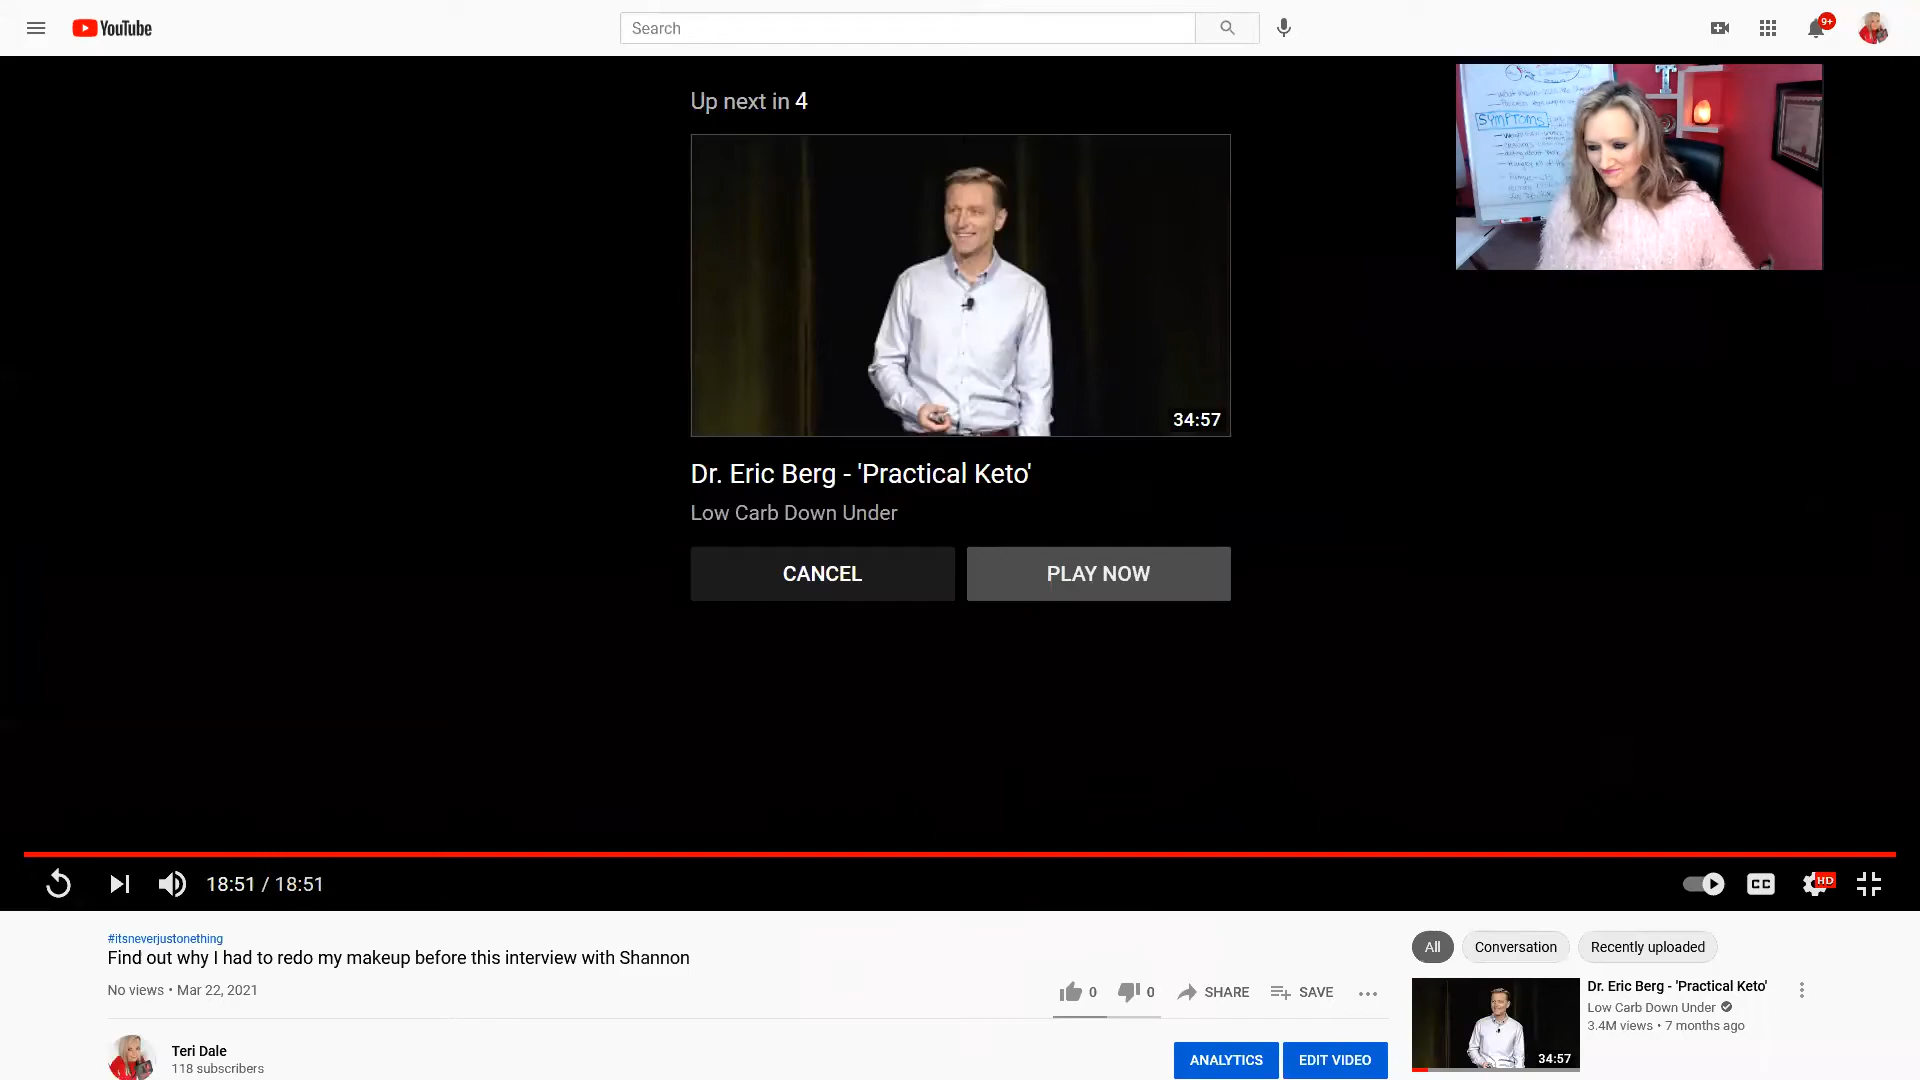 YouTube
Search
9+
Up next in 4
SYMPTOMS
34:57
Dr. Eric Berg - 'Practical Keto'
Low Carb Down Under
CANCEL
PLAY NOW
18:51 / 18:51
CC
HD
#itsneverjustonething
Find out why I had to redo my makeup before this interview with Shannon
No views • Mar 22, 2021
0
0
SHARE
SAVE
Teri Dale
118 subscribers
ANALYTICS
EDIT VIDEO
All
Conversation
Recently uploaded
34:57
Dr. Eric Berg - 'Practical Keto'
Low Carb Down Under
3.4M views • 7 months ago